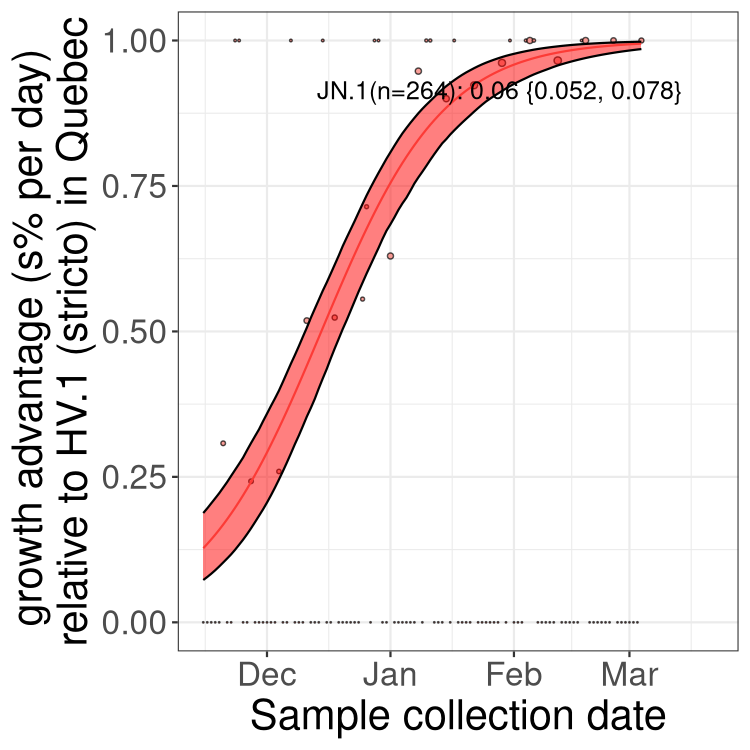 growth advantage (s% per day)
relative to HV.1 (stricto) in Quebec
1.00
0.75
0.50
0.25
0.00
JN.1(n=264): 0.06 {0.052, 0.078}
Dec Jan Feb Mar
Sample collection date